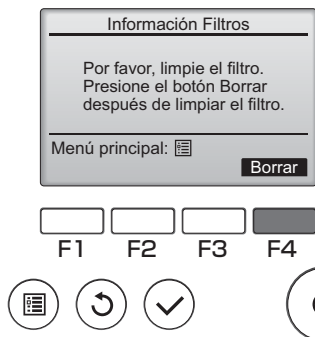 Información Filtros
Por favor, limpie el filtro.
Presione el botón Borrar
después de limpiar el filtro.
Menú principal:
Borrar
F1 F2 F3 F4